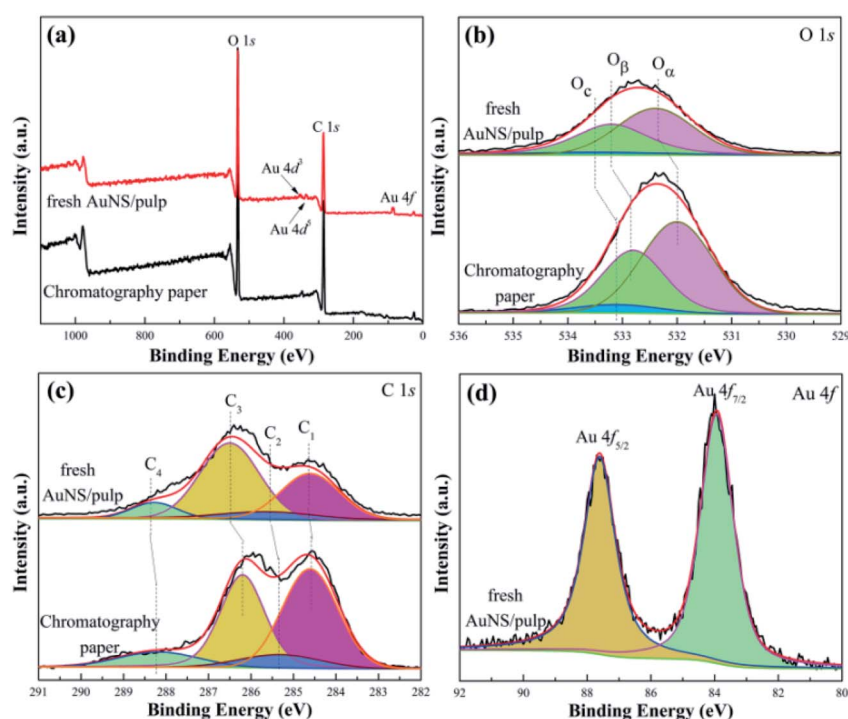 (a)
O 1s
C 1s
Au 4d³
Au 4f
fresh AuNS/pulp
Au 4d⁵
Chromatography paper
1000 800 600 400 200 0
Binding Energy (eV)
Intensity (a.u.)
(b)
O 1s
Oc Oβ Oα
fresh
AuNS/pulp
Chromatography
paper
536 535 534 533 532 531 530 529
Binding Energy (eV)
Intensity (a.u.)
(c)
C 1s
C4 C3 C2 C1
fresh
AuNS/pulp
Chromatography
paper
291 290 289 288 287 286 285 284 283 282
Binding Energy (eV)
Intensity (a.u.)
(d)
Au 4f7/2
Au 4f
Au 4f5/2
fresh
AuNS/pulp
92 90 88 86 84 82 80
Binding Energy (eV)
Intensity (a.u.)